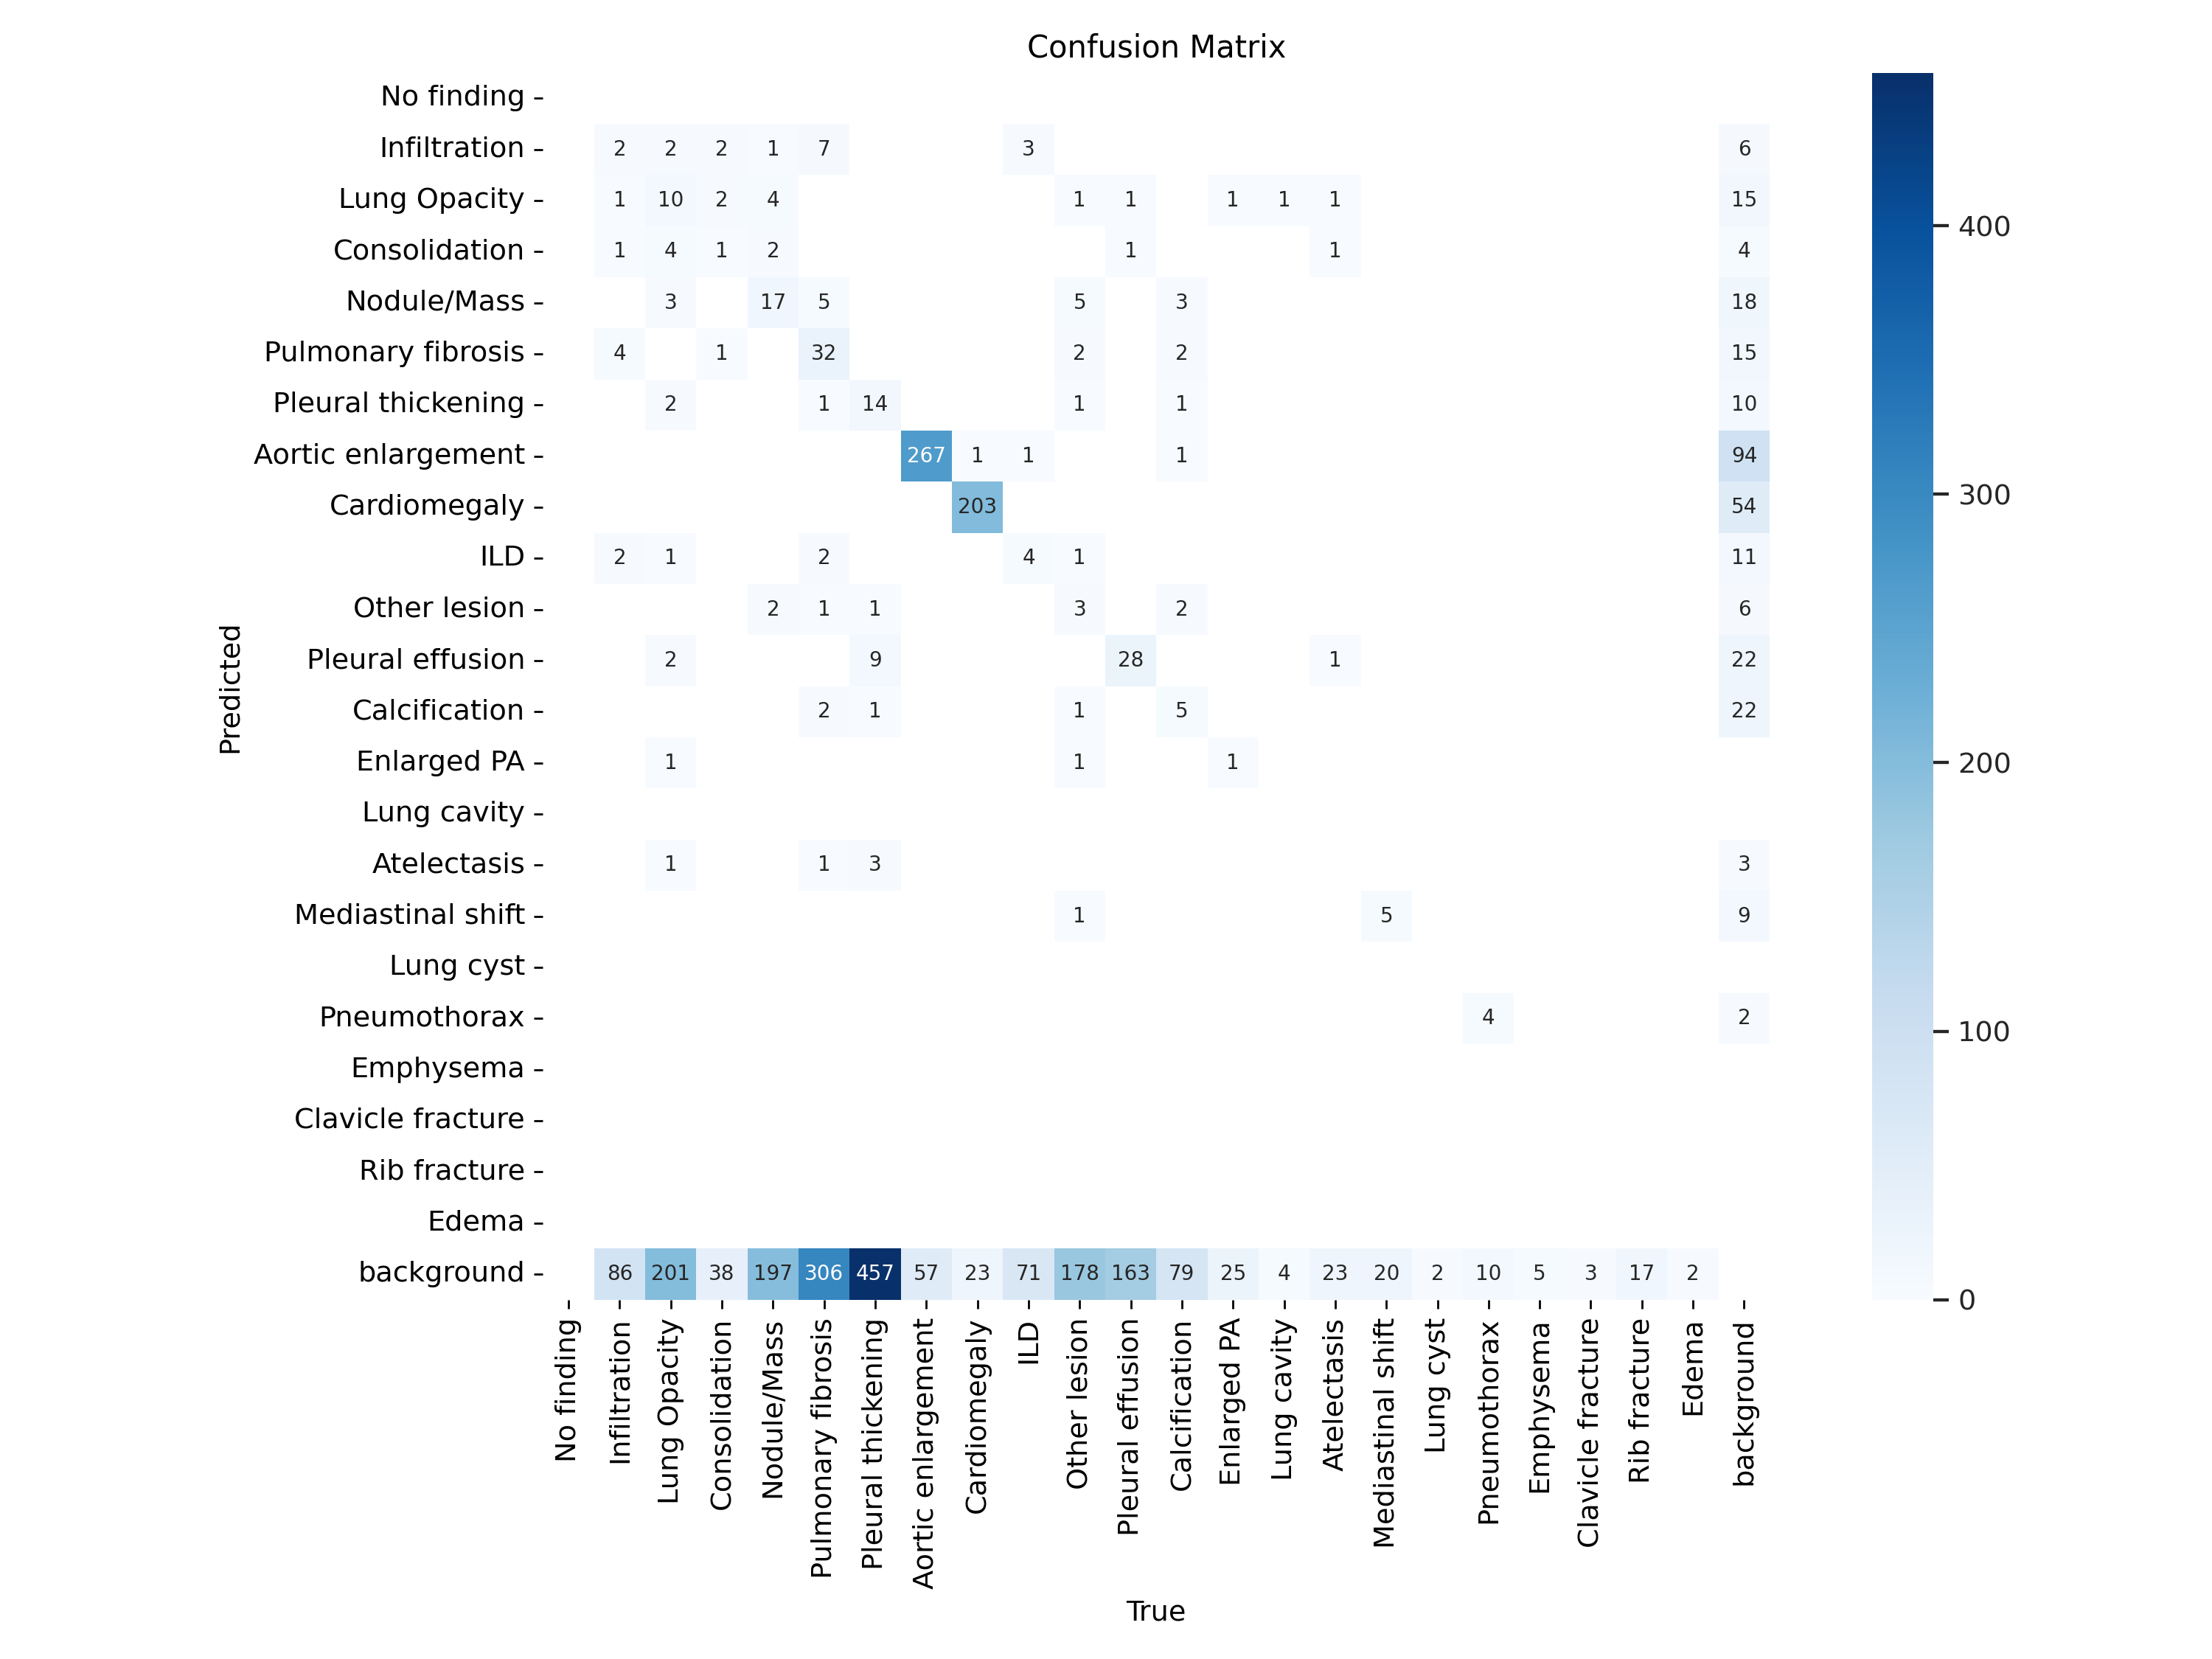 Confusion Matrix
No finding
Infiltration 2 2 2 1 7 3 6
Lung Opacity 1 10 2 4 1 1 1 1 1 15
400
Consolidation 1 4 1 2 1 1 4
Nodule/Mass 3 17 5 5 3 18
Pulmonary fibrosis 4 1 32 2 2 15
Pleural thickening 2 1 14 1 1 10
Aortic enlargement 267 1 1 1 94
300
Cardiomegaly 203 54
ILD 2 1 2 4 1 11
Other lesion 2 1 1 3 2 6
Predicted
Pleural effusion 2 9 28 1 22
Calcification 2 1 1 5 22
Enlarged PA 1 1 1
200
Lung cavity
Atelectasis 1 1 3 3
Mediastinal shift 1 5 9
Lung cyst
Pneumothorax 4 2
100
Emphysema
Clavicle fracture
Rib fracture
Edema
background 86 201 38 197 306 457 57 23 71 178 163 79 25 4 23 20 2 10 5 3 17 2
0
No finding
Infiltration
Lung Opacity
Consolidation
Nodule/Mass
Pulmonary fibrosis
Pleural thickening
Aortic enlargement
Cardiomegaly
ILD
Other lesion
Pleural effusion
Calcification
Enlarged PA
Lung cavity
Atelectasis
Mediastinal shift
Lung cyst
Pneumothorax
Emphysema
Clavicle fracture
Rib fracture
Edema
background
True